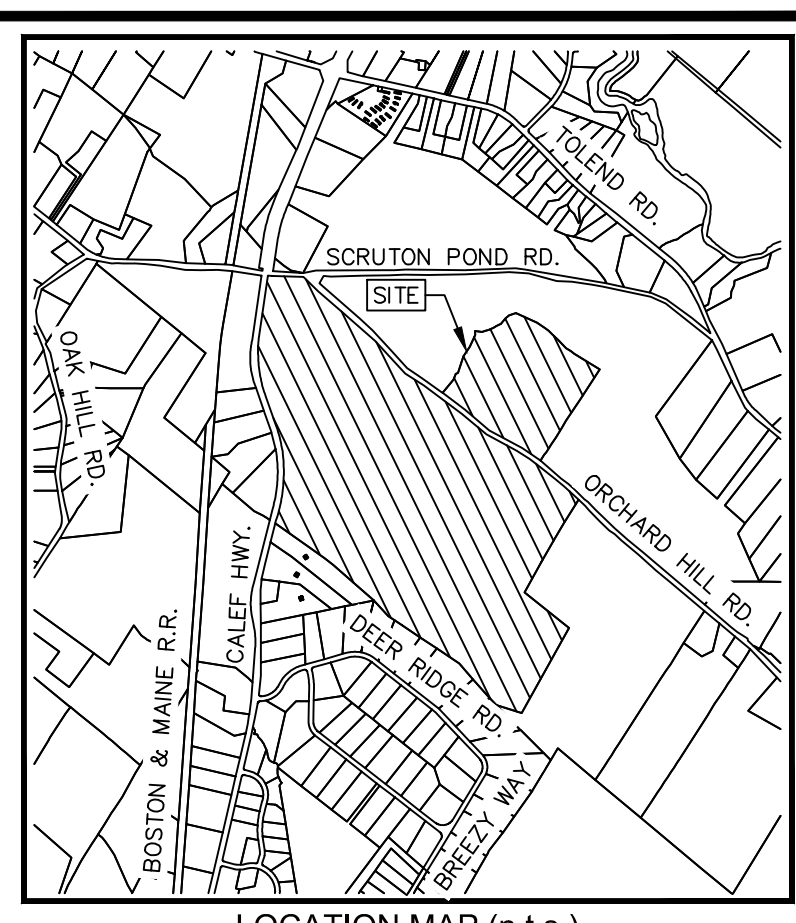 TOLEND RD.
SCRUTON POND RD.
SITE
OAK HILL RD.
ORCHARD HILL RD.
CALEF HWY.
DEER RIDGE RD.
BOSTON & MAINE R.R.
BREEZY WAY
LOCATION MAP (n.t.s.)